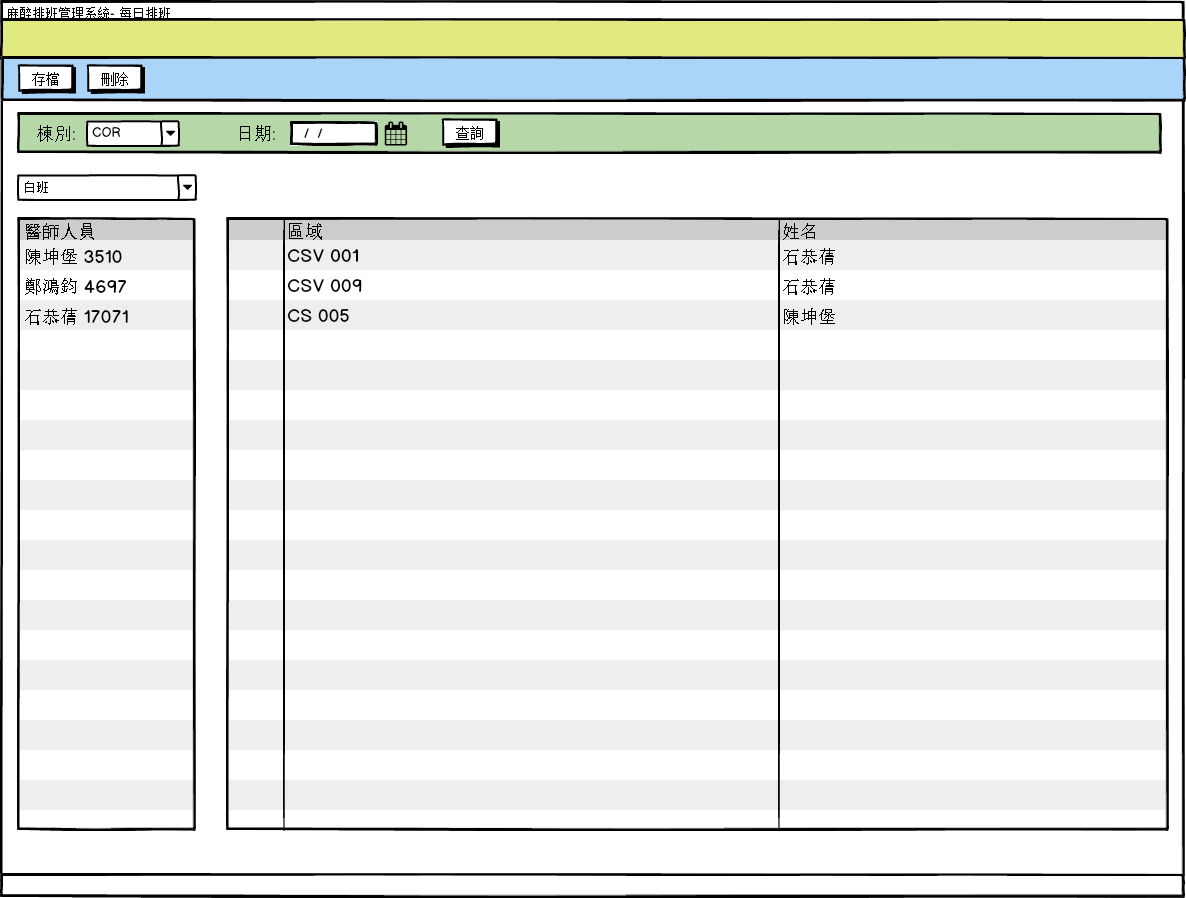 麻醉排班管理系統- 每日排班
存檔 刪除
棟別: COR 日期: / / 查詢
白班
醫師人員 區域 姓名
陳坤堡 3510 CSV 001 石恭蒨
鄭鴻鈞 4697 CSV 009 石恭蒨
石恭蒨 17071 CS 005 陳坤堡